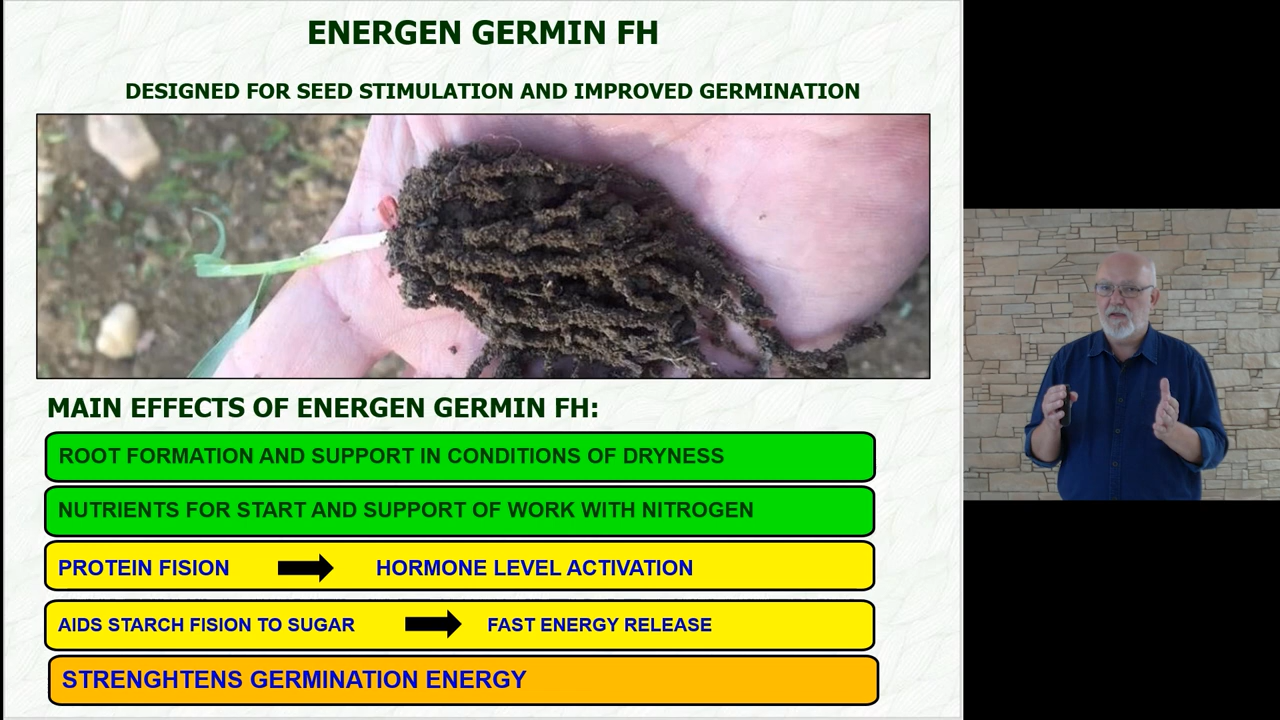 ENERGEN GERMIN FH
DESIGNED FOR SEED STIMULATION AND IMPROVED GERMINATION
MAIN EFFECTS OF ENERGEN GERMIN FH:
ROOT FORMATION AND SUPPORT IN CONDITIONS OF DRYNESS
NUTRIENTS FOR START AND SUPPORT OF WORK WITH NITROGEN
PROTEIN FISION HORMONE LEVEL ACTIVATION
AIDS STARCH FISION TO SUGAR FAST ENERGY RELEASE
STRENGHTENS GERMINATION ENERGY